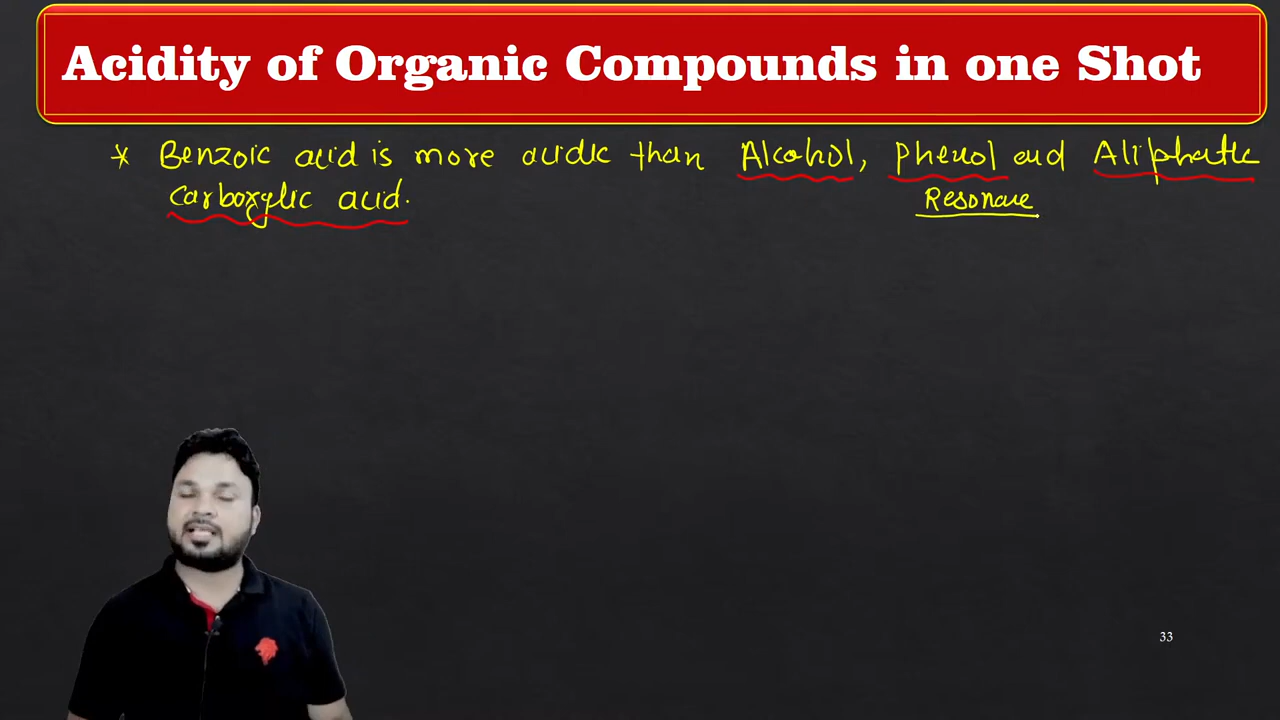 Acidity of Organic Compounds in one Shot
* Benzoic acid is more acidic than Alcohol, Phenol and Aliphatic
Carboxylic acid.
Resonance
33